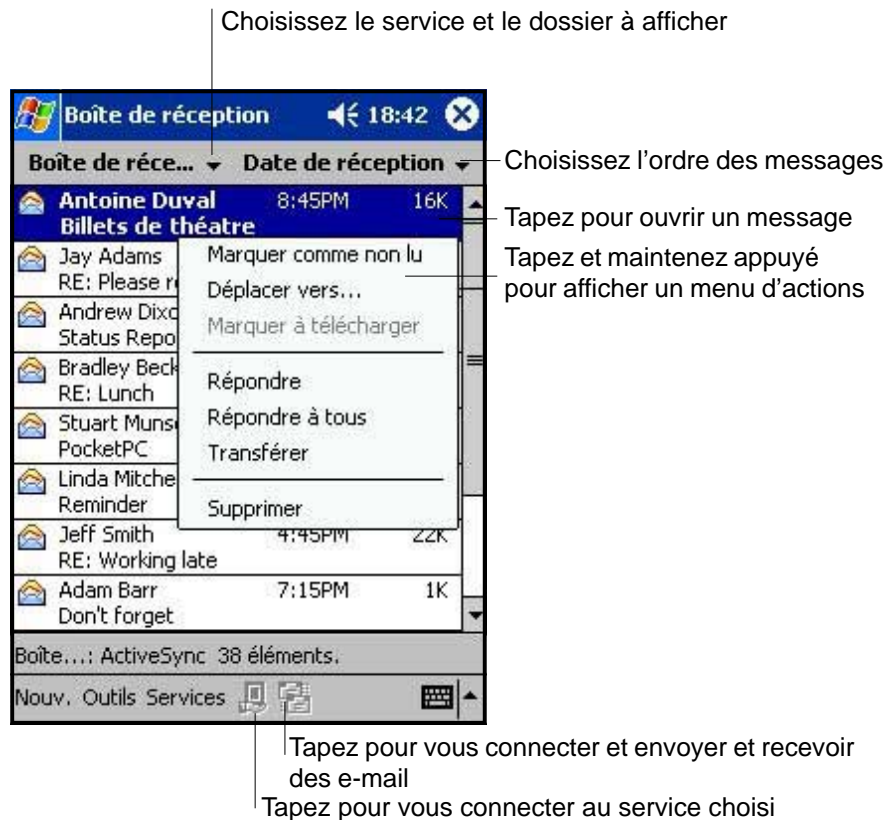 Choisissez le service et le dossier à afficher
Boîte de réception 18:42
Boîte de réce... Date de réception
Choisissez l’ordre des messages
Antoine Duval 8:45PM 16K
Billets de théatre
Tapez pour ouvrir un message
Tapez et maintenez appuyé
pour afficher un menu d’actions
Jay Adams
RE: Please
Andrew Dixo
Status Repo
Bradley Beck
RE: Lunch
Stuart Muns
PocketPC
Linda Mitche
Reminder
Marquer comme non lu
Déplacer vers...
Marquer à télécharger
Répondre
Répondre à tous
Transférer
Supprimer
Jeff Smith 4:45PM 22K
RE: Working late
Adam Barr 7:15PM 1K
Don't forget
Boîte...: ActiveSync 38 éléments.
Nouv. Outils Services
Tapez pour vous connecter et envoyer et recevoir
des e-mail
Tapez pour vous connecter au service choisi